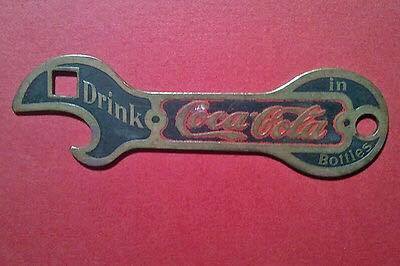 Drink
Coca-Cola
in
Bottles